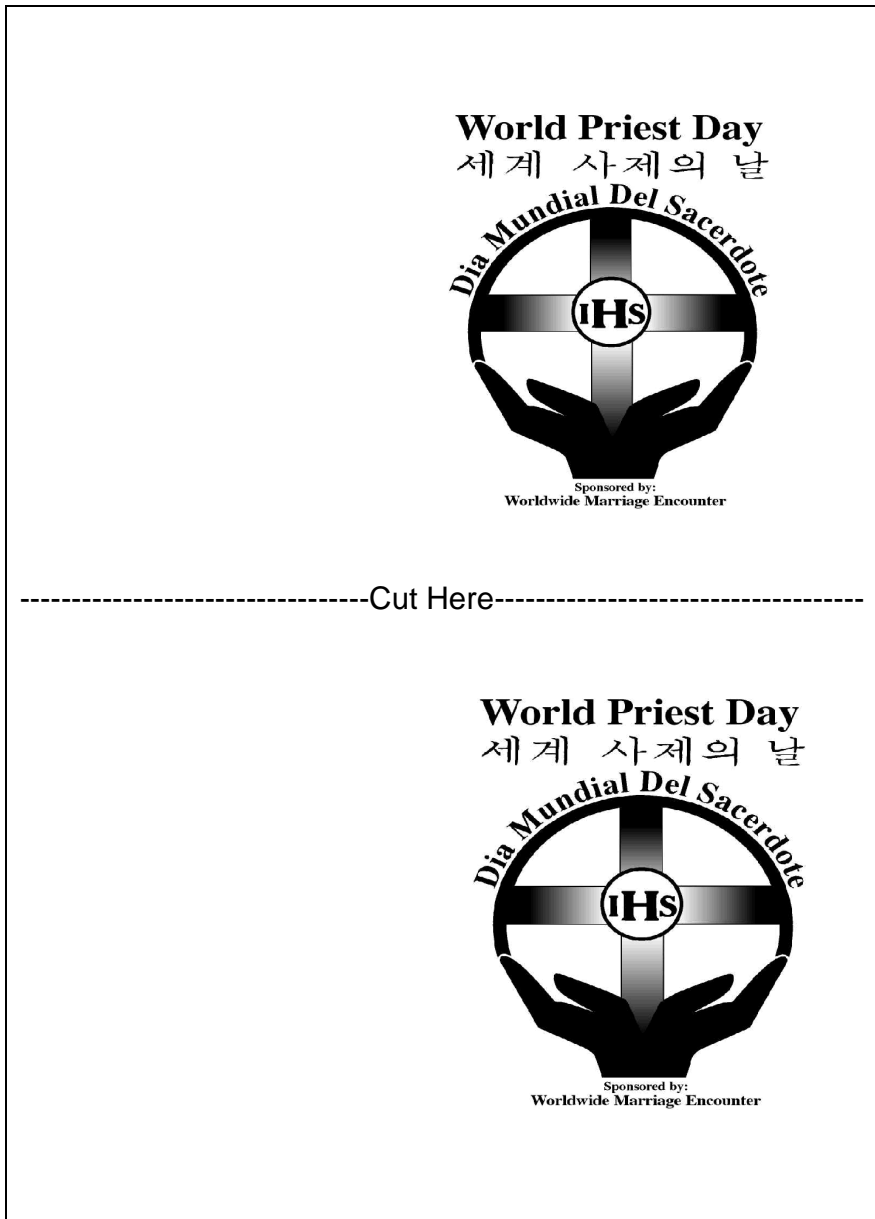 World Priest Day
세계 사제의 날
Dia Mundial Del Sacerdote
IHS
Sponsored by:
Worldwide Marriage Encounter
-----------------------------------Cut Here-------------------------------------
World Priest Day
세계 사제의 날
Dia Mundial Del Sacerdote
IHS
Sponsored by:
Worldwide Marriage Encounter